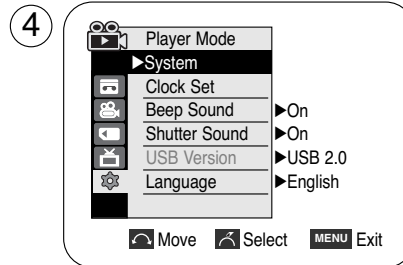 4
Player Mode
▶System
Clock Set
Beep Sound ▶On
Shutter Sound ▶On
USB Version ▶USB 2.0
Language ▶English
Move Select MENU Exit